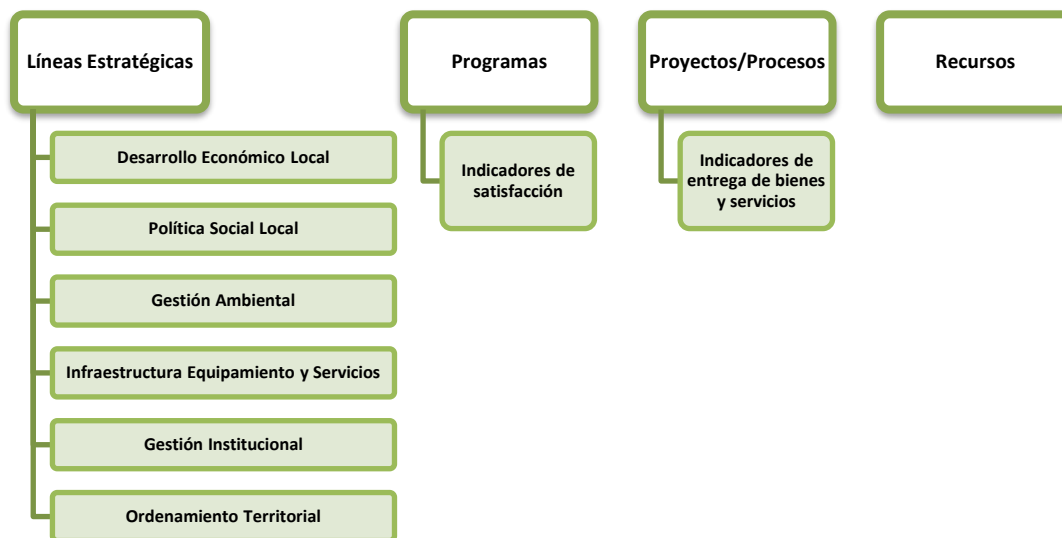 Líneas Estratégicas
Programas
Proyectos/Procesos
Recursos
Desarrollo Económico Local
Política Social Local
Gestión Ambiental
Infraestructura Equipamiento y Servicios
Gestión Institucional
Ordenamiento Territorial
Indicadores de
satisfacción
Indicadores de
entrega de bienes
y servicios